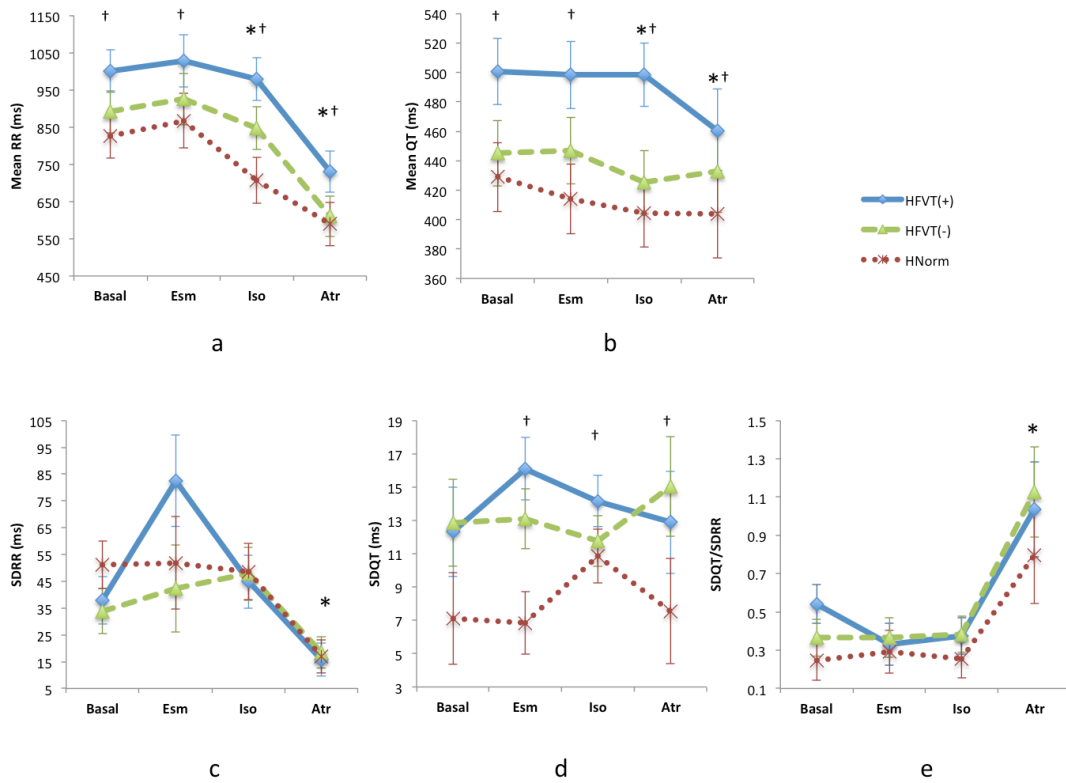 Mean RR (ms)
1150
1050
950
850
750
650
550
450
† † *† *†
Basal Esm Iso Atr
a
Mean QT (ms)
540
520
500
480
460
440
420
400
380
360
† † *† *†
Basal Esm Iso Atr
b
HFVT(+)
HFVT(-)
HNorm
SDRR (ms)
105
95
85
75
65
55
45
35
25
15
5
*
Basal Esm Iso Atr
c
SDQT (ms)
19
17
15
13
11
9
7
5
3
† † †
Basal Esm Iso Atr
d
SDQT/SDRR
1.5
1.3
1.1
0.9
0.7
0.5
0.3
0.1
*
Basal Esm Iso Atr
e